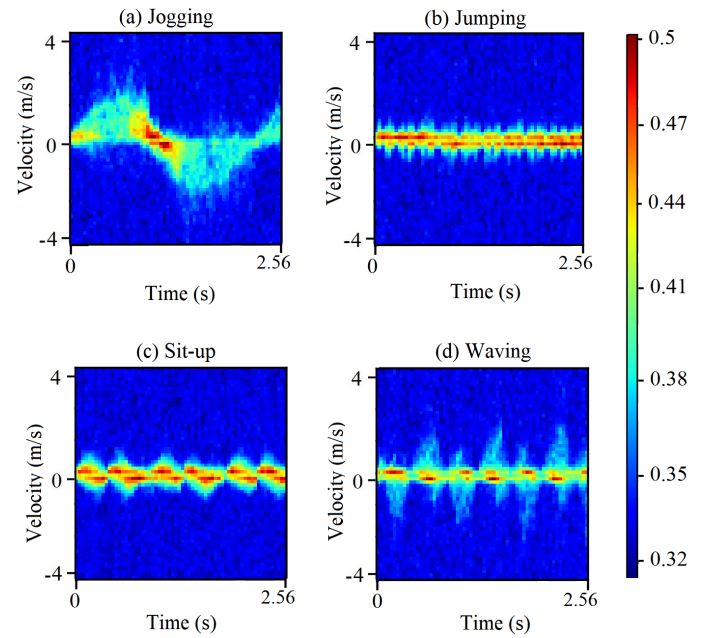 (a) Jogging
(b) Jumping
4
0
-4
Velocity (m/s)
0
2.56
Time (s)
4
0
-4
Velocity (m/s)
0
2.56
Time (s)
0.5
0.47
0.44
0.41
0.38
0.35
0.32
(c) Sit-up
(d) Waving
4
0
-4
Velocity (m/s)
0
2.56
Time (s)
4
0
-4
Velocity (m/s)
0
2.56
Time (s)